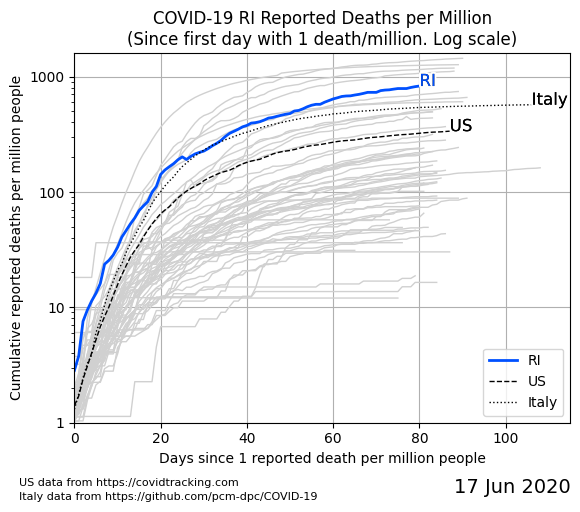 COVID-19 RI Reported Deaths per Million
(Since first day with 1 death/million. Log scale)
Cumulative reported deaths per million people
1000
100
10
1
RI
Italy
US
RI
US
Italy
0 20 40 60 80 100
Days since 1 reported death per million people
US data from https://covidtracking.com
Italy data from https://github.com/pcm-dpc/COVID-19
17 Jun 2020